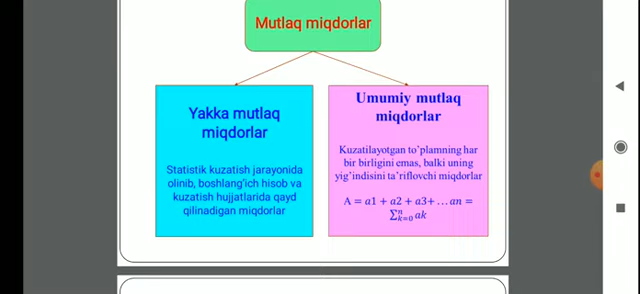 Mutlaq miqdorlar
Yakka mutlaq
miqdorlar
Statistik kuzatish jarayonida
olinib, boshlang'ich hisob va
kuzatish hujjatlarida qayd
qilinadigan miqdorlar
Umumiy mutlaq
miqdorlar
Kuzatilayotgan to'plamning har
bir birligini emas, balki uning
yig'indisini ta'riflovchi miqdorlar
A = a1 + a2 + a3+ …an =
∑ⁿₖ₌₀ ak